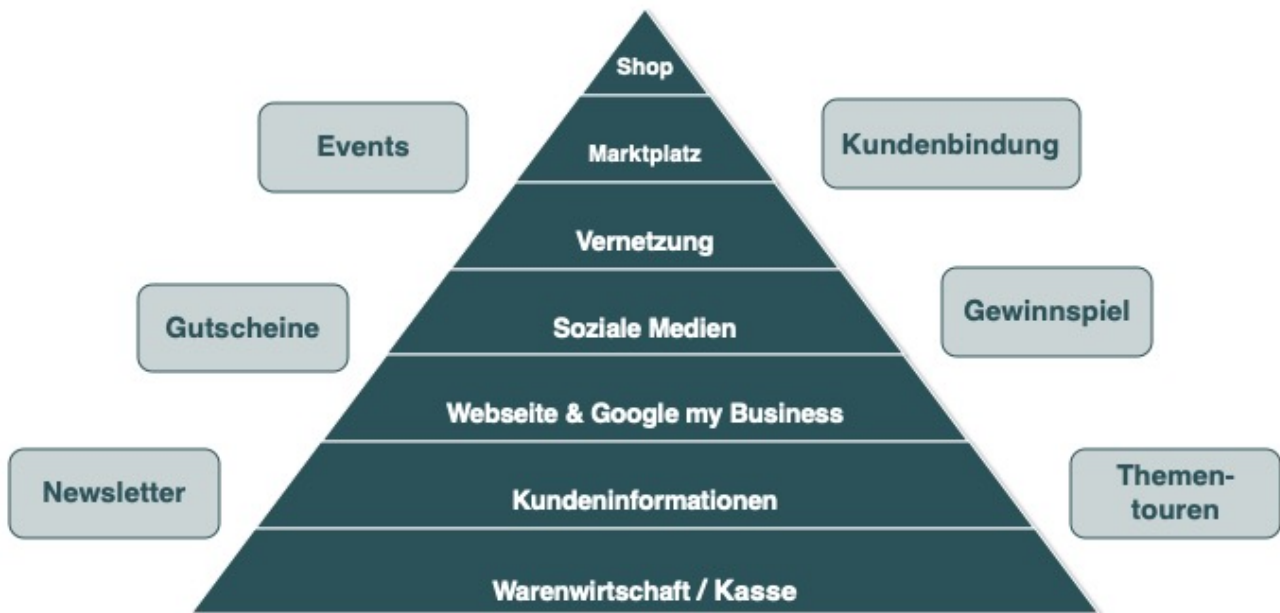 Shop
Events
Marktplatz
Kundenbindung
Vernetzung
Gutscheine
Soziale Medien
Gewinnspiel
Webseite & Google my Business
Newsletter
Kundeninformationen
Themen-
touren
Warenwirtschaft / Kasse